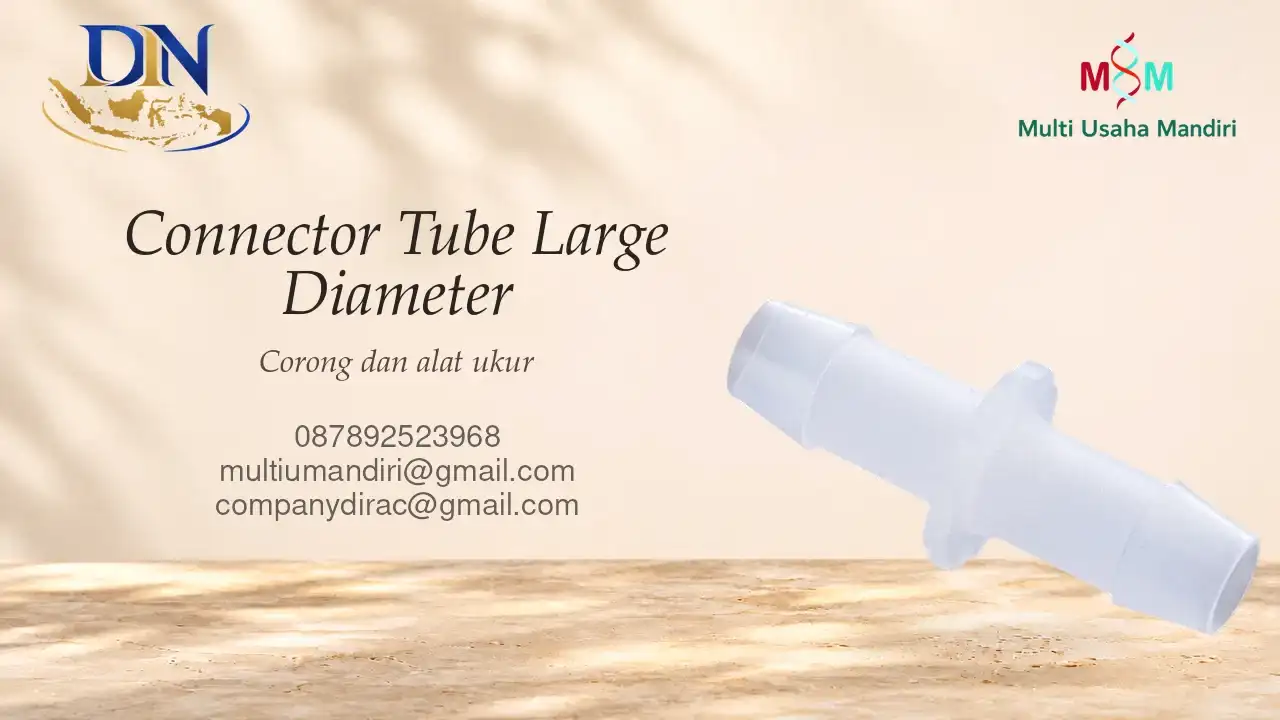 DN
MSM
Multi Usaha Mandiri
Connector Tube Large
Diameter
Corong dan alat ukur
087892523968
multiumandiri@gmail.com
companydirac@gmail.com